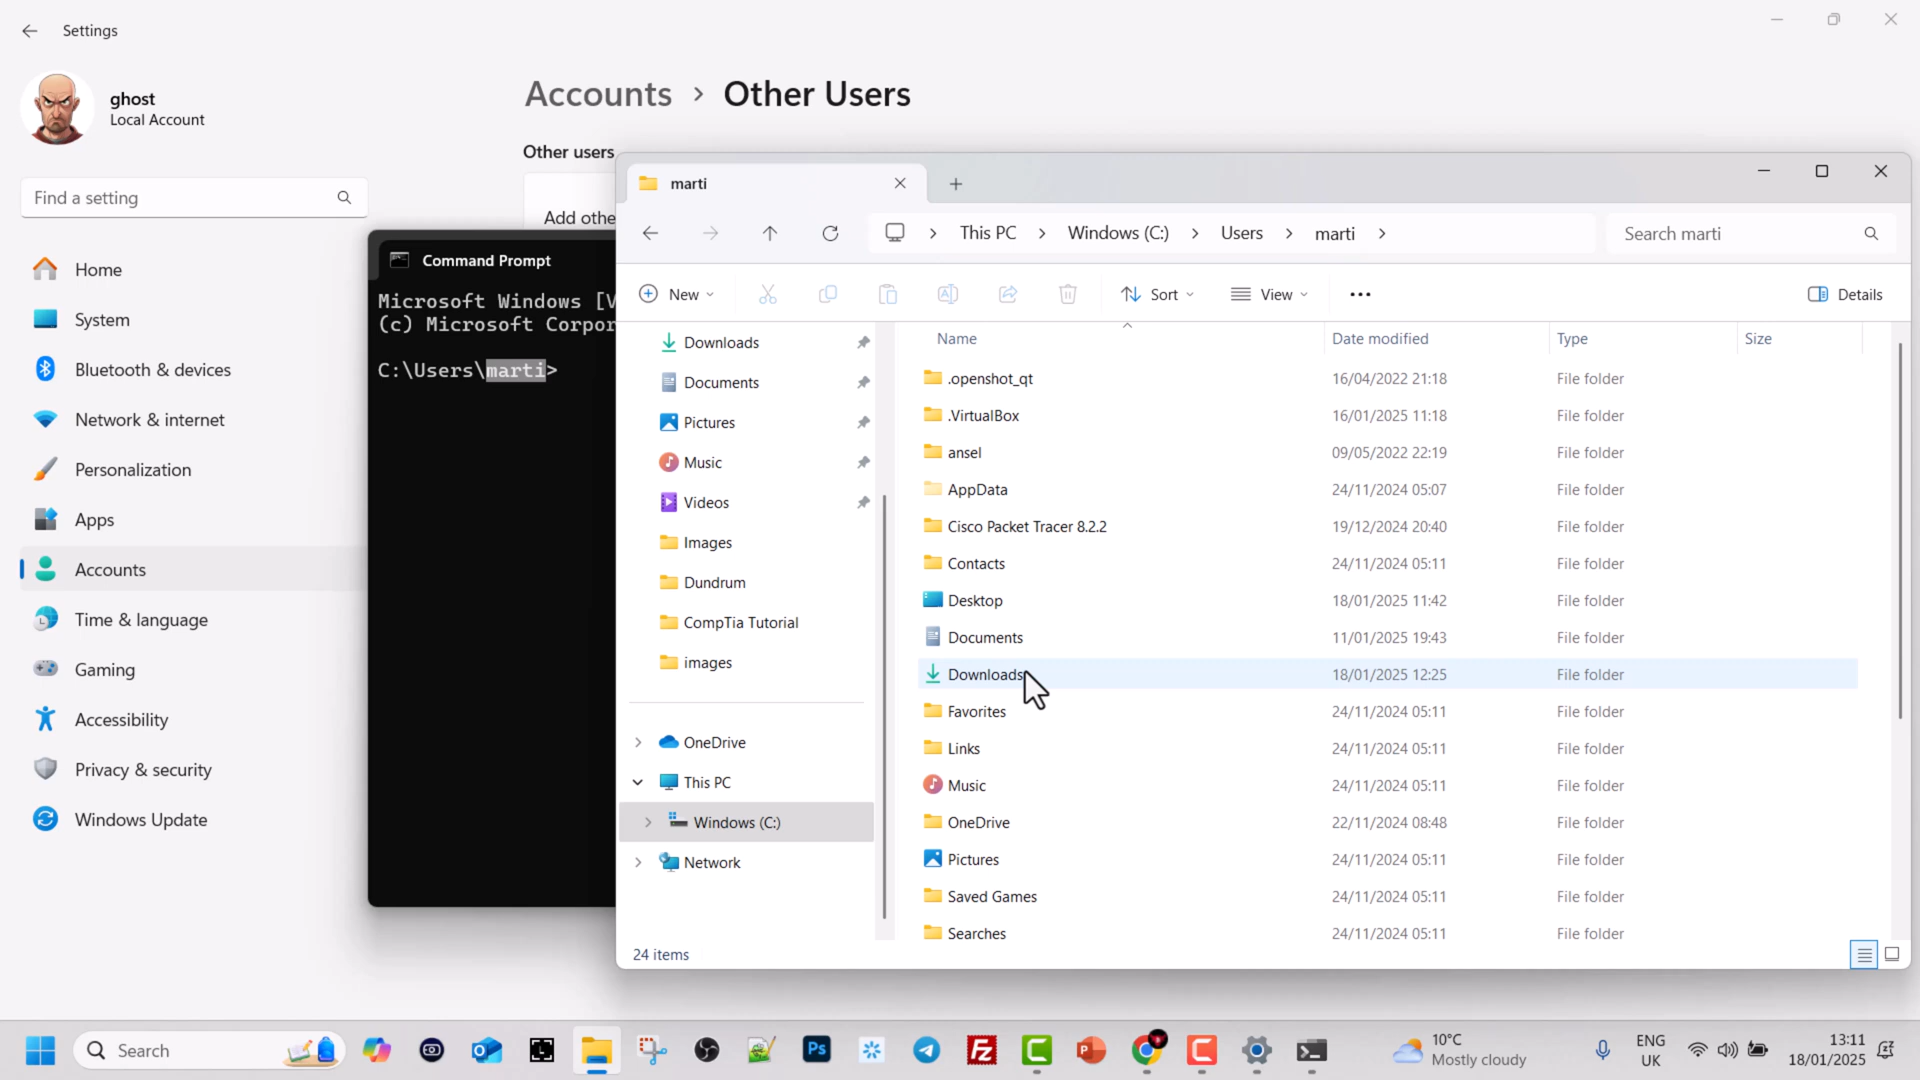 Settings
ghost
Local Account
Find a setting
Home
System
Bluetooth & devices
Network & internet
Personalization
Apps
Accounts
Time & language
Gaming
Accessibility
Privacy & security
Windows Update
Accounts > Other Users
Other users
Add othe
Command Prompt
Microsoft Windows [V
(c) Microsoft Corpor
C:\Users\marti>
marti
This PC > Windows (C:) > Users > marti >
Search marti
New
Sort
View
Details
Downloads
Documents
Pictures
Music
Videos
Images
Dundrum
CompTia Tutorial
images
OneDrive
This PC
Windows (C:)
Network
Name Date modified Type Size
.openshot_qt 16/04/2022 21:18 File folder
.VirtualBox 16/01/2025 11:18 File folder
ansel 09/05/2022 22:19 File folder
AppData 24/11/2024 05:07 File folder
Cisco Packet Tracer 8.2.2 19/12/2024 20:40 File folder
Contacts 24/11/2024 05:11 File folder
Desktop 18/01/2025 11:42 File folder
Documents 11/01/2025 19:43 File folder
Downloads 18/01/2025 12:25 File folder
Favorites 24/11/2024 05:11 File folder
Links 24/11/2024 05:11 File folder
Music 24/11/2024 05:11 File folder
OneDrive 22/11/2024 08:48 File folder
Pictures 24/11/2024 05:11 File folder
Saved Games 24/11/2024 05:11 File folder
Searches 24/11/2024 05:11 File folder
24 items
Search
Ps
10°C
Mostly cloudy
ENG
UK
13:11
18/01/2025